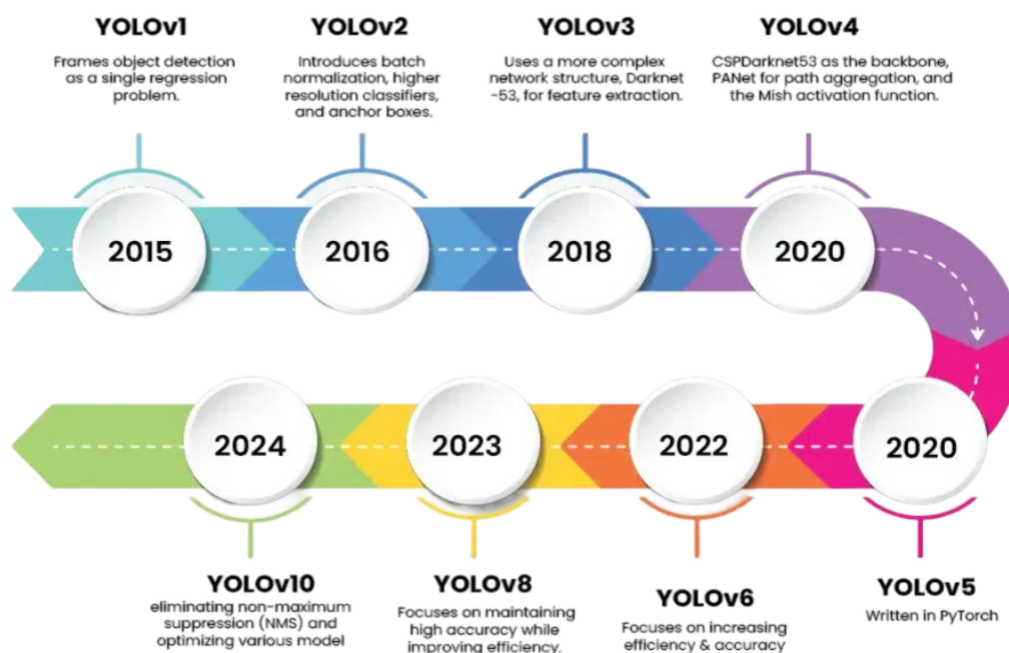 YOLOv1
Frames object detection
as a single regression
problem.
YOLOv2
Introduces batch
normalization, higher
resolution classifiers,
and anchor boxes.
YOLOv3
Uses a more complex
network structure, Darknet
-53, for feature extraction.
YOLOv4
CSPDarknet53 as the backbone,
PANet for path aggregation, and
the Mish activation function.
2015
2016
2018
2020
2024
2023
2022
2020
YOLOv10
eliminating non-maximum
suppression (NMS) and
optimizing various model
YOLOv8
Focuses on maintaining
high accuracy while
improving efficiency.
YOLOv6
Focuses on increasing
efficiency & accuracy
YOLOv5
Written in PyTorch